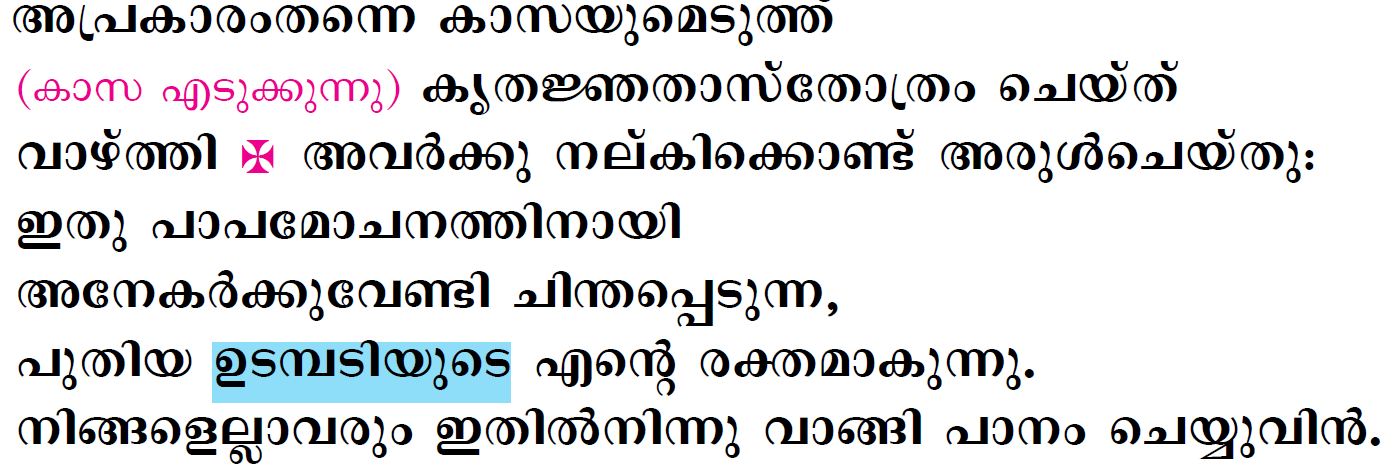 അപ്രകാരംതന്നെ കാസയുമെടുത്ത്
(കാസ എടുക്കുന്നു) കൃതജ്ഞതാസ്തോത്രം ചെയ്ത്
വാഴ്ത്തി ✠ അവർക്കു നല്കിക്കൊണ്ട് അരുൾചെയ്തു:
ഇതു പാപമോചനത്തിനായി
അനേകർക്കുവേണ്ടി ചിന്തപ്പെടുന്ന,
പുതിയ ഉടമ്പടിയുടെ എന്റെ രക്തമാകുന്നു.
നിങ്ങളെല്ലാവരും ഇതിൽനിന്നു വാങ്ങി പാനം ചെയ്യുവിൻ.